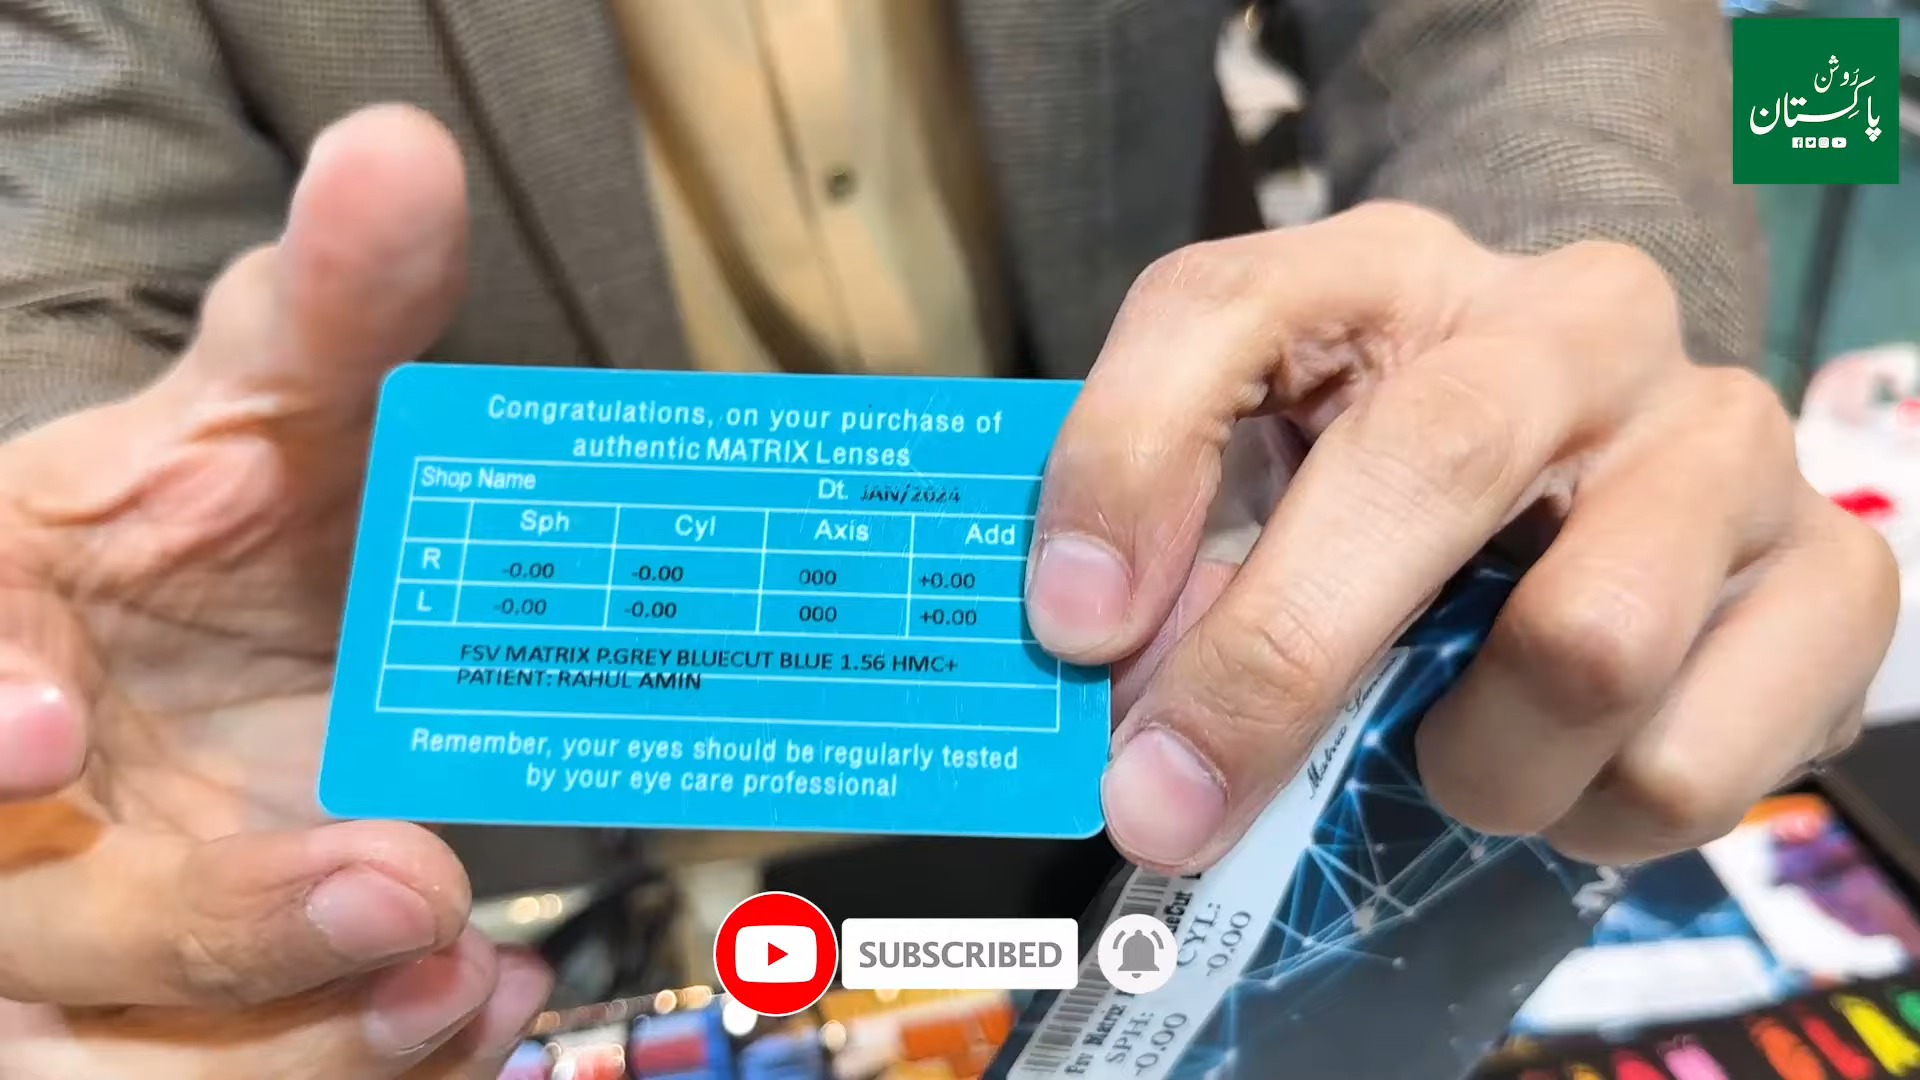 روشن
پاکستان
Congratulations, on your purchase of
authentic MATRIX Lenses
Shop Name Dt. JAN/2024
Sph Cyl Axis Add
R -0.00 -0.00 000 +0.00
L -0.00 -0.00 000 +0.00
FSV MATRIX P.GREY BLUECUT BLUE 1.56 HMC+
PATIENT: RAHUL AMIN
Remember, your eyes should be regularly tested
by your eye care professional
Matrix
Fsv Matrix
SPH: CYL:
-0.00 -0.00
SUBSCRIBED